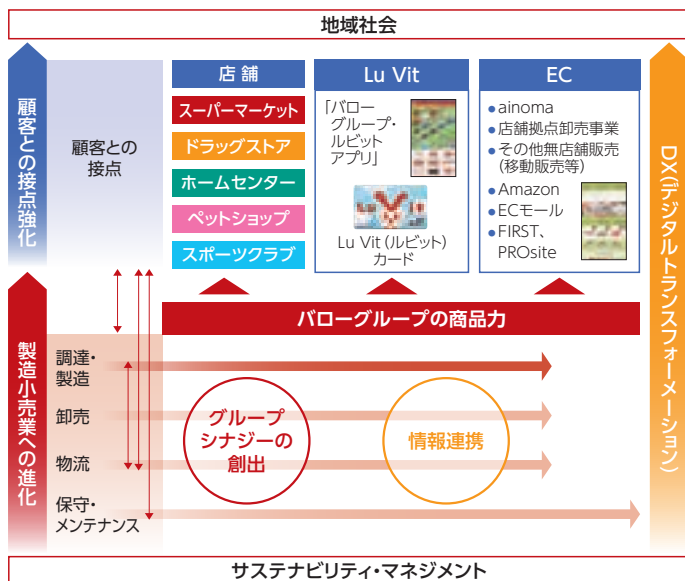 地域社会
顧客との接点強化
顧客との
接点
店舗
スーパーマーケット
ドラッグストア
ホームセンター
ペットショップ
スポーツクラブ
Lu Vit
「バロー
グループ・
ルビット
アプリ」
Lu Vit（ルビット）
カード
EC
● ainoma
● 店舗拠点卸売事業
● その他無店舗販売
（移動販売等）
● Amazon
● ECモール
● FIRST、
PROsite
DX（デジタルトランスフォーメーション）
バローグループの商品力
製造小売業への進化
調達・
製造
卸売
物流
保守・
メンテナンス
グループ
シナジーの
創出
情報連携
サステナビリティ・マネジメント